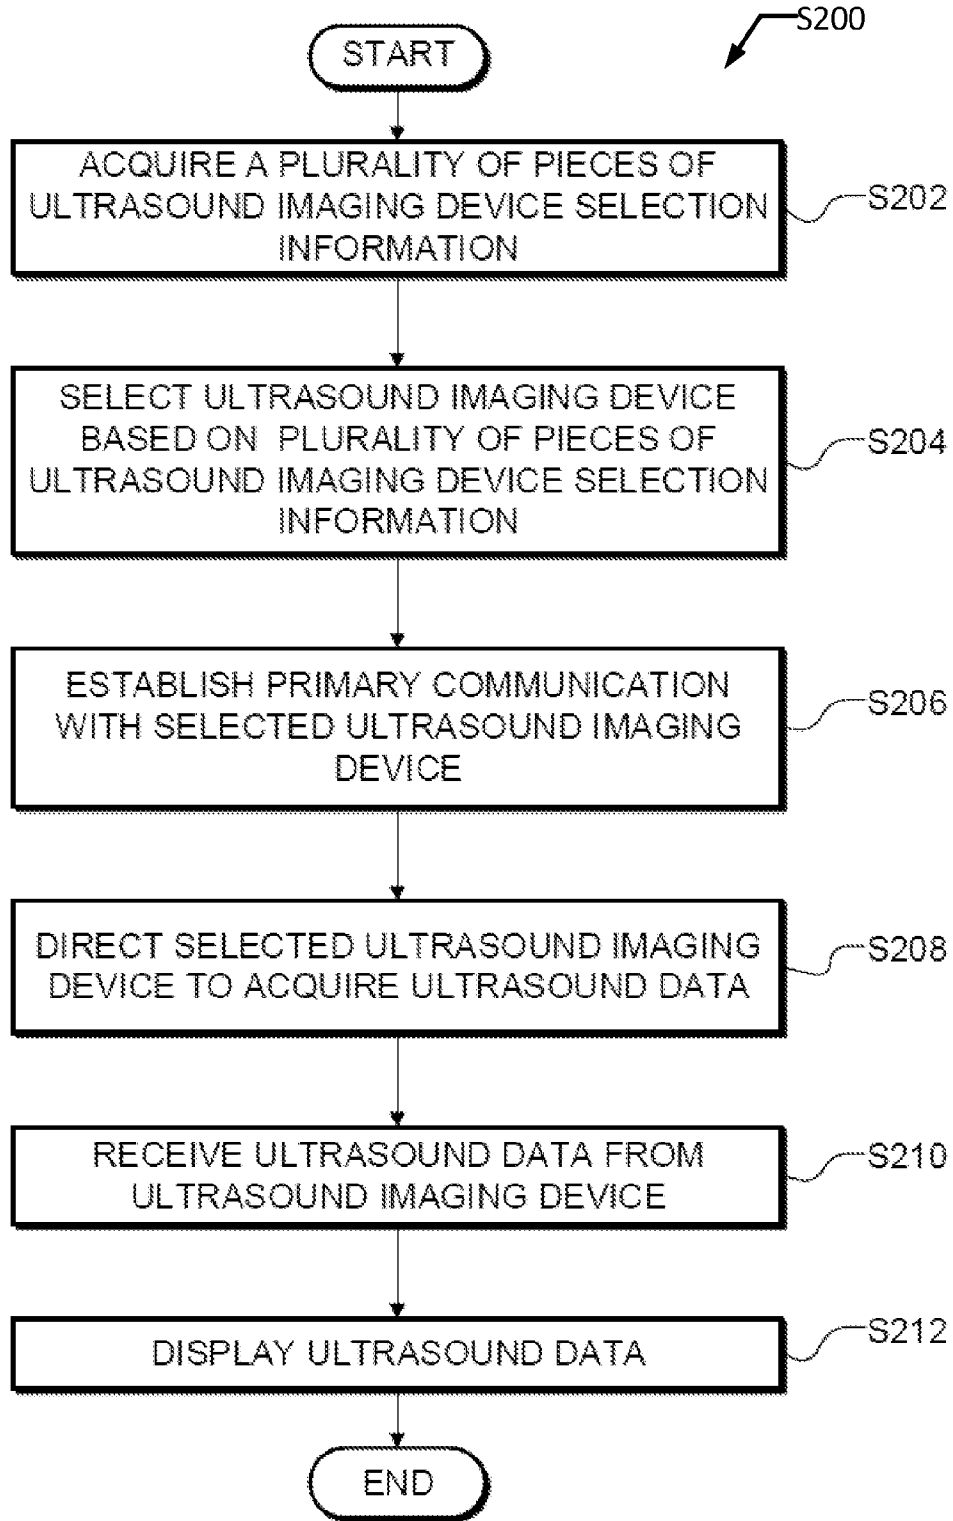 S200
START
ACQUIRE A PLURALITY OF PIECES OF
ULTRASOUND IMAGING DEVICE SELECTION
INFORMATION
S202
SELECT ULTRASOUND IMAGING DEVICE
BASED ON PLURALITY OF PIECES OF
ULTRASOUND IMAGING DEVICE SELECTION
INFORMATION
S204
ESTABLISH PRIMARY COMMUNICATION
WITH SELECTED ULTRASOUND IMAGING
DEVICE
S206
DIRECT SELECTED ULTRASOUND IMAGING
DEVICE TO ACQUIRE ULTRASOUND DATA
S208
RECEIVE ULTRASOUND DATA FROM
ULTRASOUND IMAGING DEVICE
S210
DISPLAY ULTRASOUND DATA
S212
END